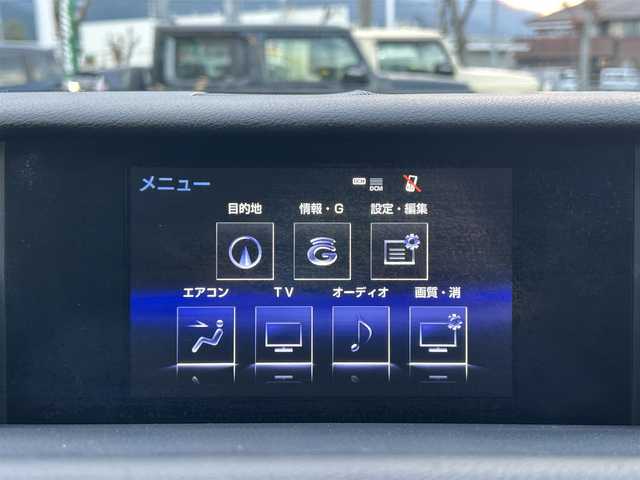 メニュー
DCM
DCM
目的地 情報・G 設定・編集
G
エアコン TV オーディオ 画質・消